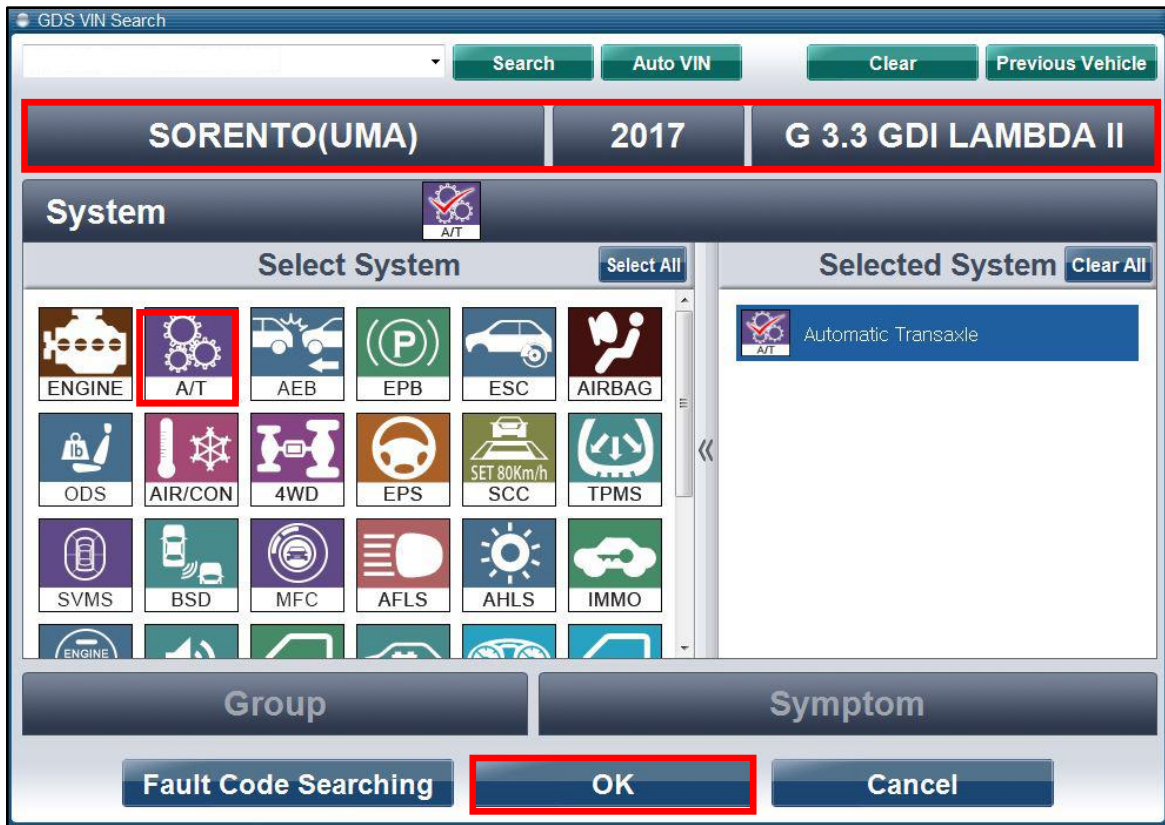 GDS VIN Search
Search Auto VIN Clear Previous Vehicle
SORENTO(UMA) 2017 G 3.3 GDI LAMBDA II
System
A/T
Select System Select All
Selected System Clear All
A/T Automatic Transaxle
ENGINE A/T AEB EPB ESC AIRBAG
(P)
lb
SET 80Km/h
ODS AIR/CON 4WD EPS SCC TPMS
SVMS BSD MFC AFLS AHLS IMMO
ENGINE
Group Symptom
Fault Code Searching OK Cancel